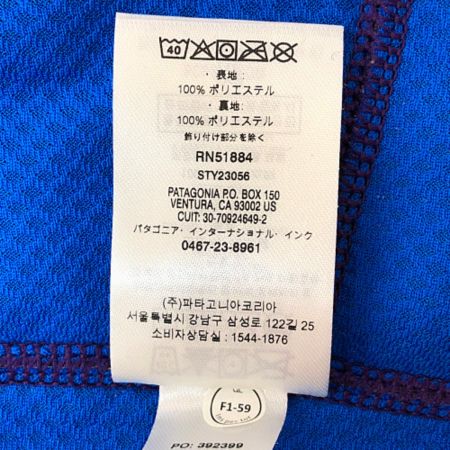 40
・表地：
100% ポリエステル
・裏地：
100% ポリエステル
飾り付け部分を除く
RN51884
STY23056
PATAGONIA P.O. BOX 150
VENTURA, CA 93002 US
CUIT: 30-70924649-2
パタゴニア・インターナショナル・インク
0467-23-8961
(주)파타고니아코리아
서울특별시 강남구 삼성로 122길 25
소비자상담실 : 1544-1876
F1-59
PO: 392399